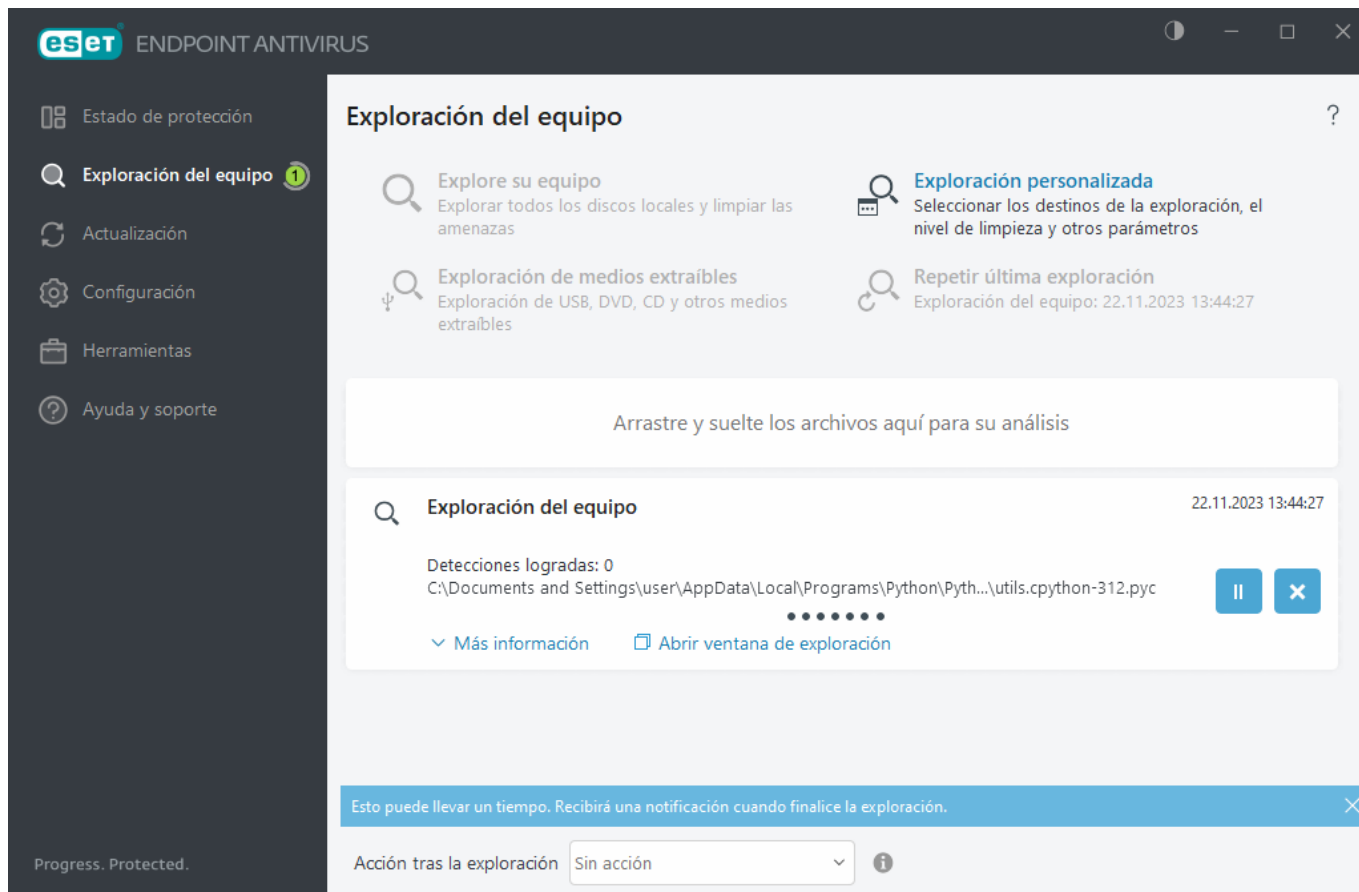 eset ENDPOINT ANTIVIRUS
Estado de protección
Exploración del equipo 1
Actualización
Configuración
Herramientas
Ayuda y soporte
Progress. Protected.
Exploración del equipo
?
Explore su equipo
Explorar todos los discos locales y limpiar las
amenazas
Exploración personalizada
Seleccionar los destinos de la exploración, el
nivel de limpieza y otros parámetros
Exploración de medios extraíbles
Exploración de USB, DVD, CD y otros medios
extraíbles
Repetir última exploración
Exploración del equipo: 22.11.2023 13:44:27
Arrastre y suelte los archivos aquí para su análisis
Exploración del equipo
22.11.2023 13:44:27
Detecciones logradas: 0
C:\Documents and Settings\user\AppData\Local\Programs\Python\Pyth...\utils.cpython-312.pyc
Más información
Abrir ventana de exploración
Esto puede llevar un tiempo. Recibirá una notificación cuando finalice la exploración.
Acción tras la exploración
Sin acción